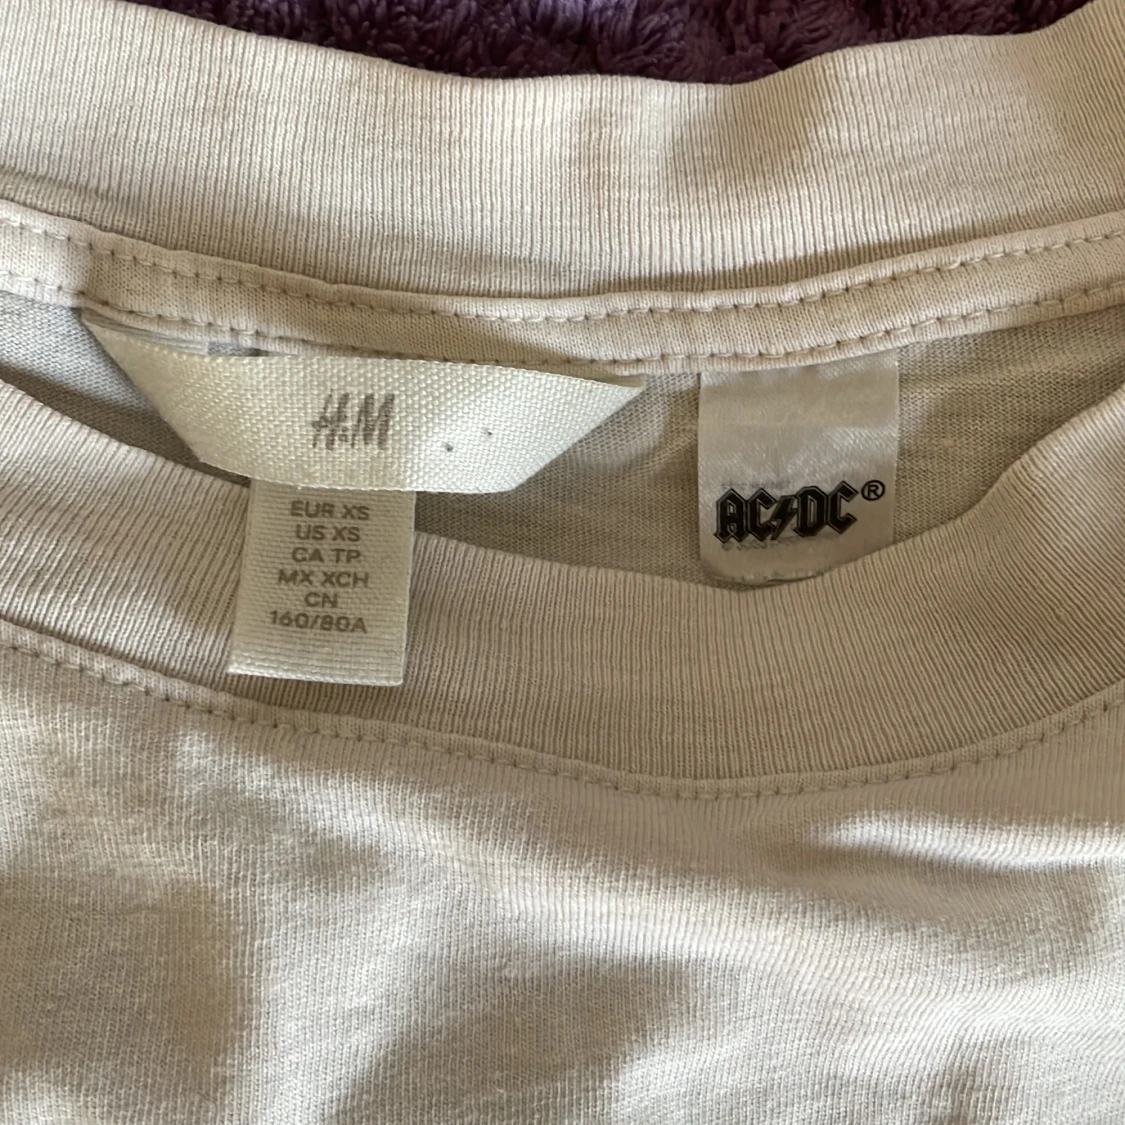 H&M
EUR XS
US XS
CA TP
MX XCH
CN
160/80A
AC⚡DC®